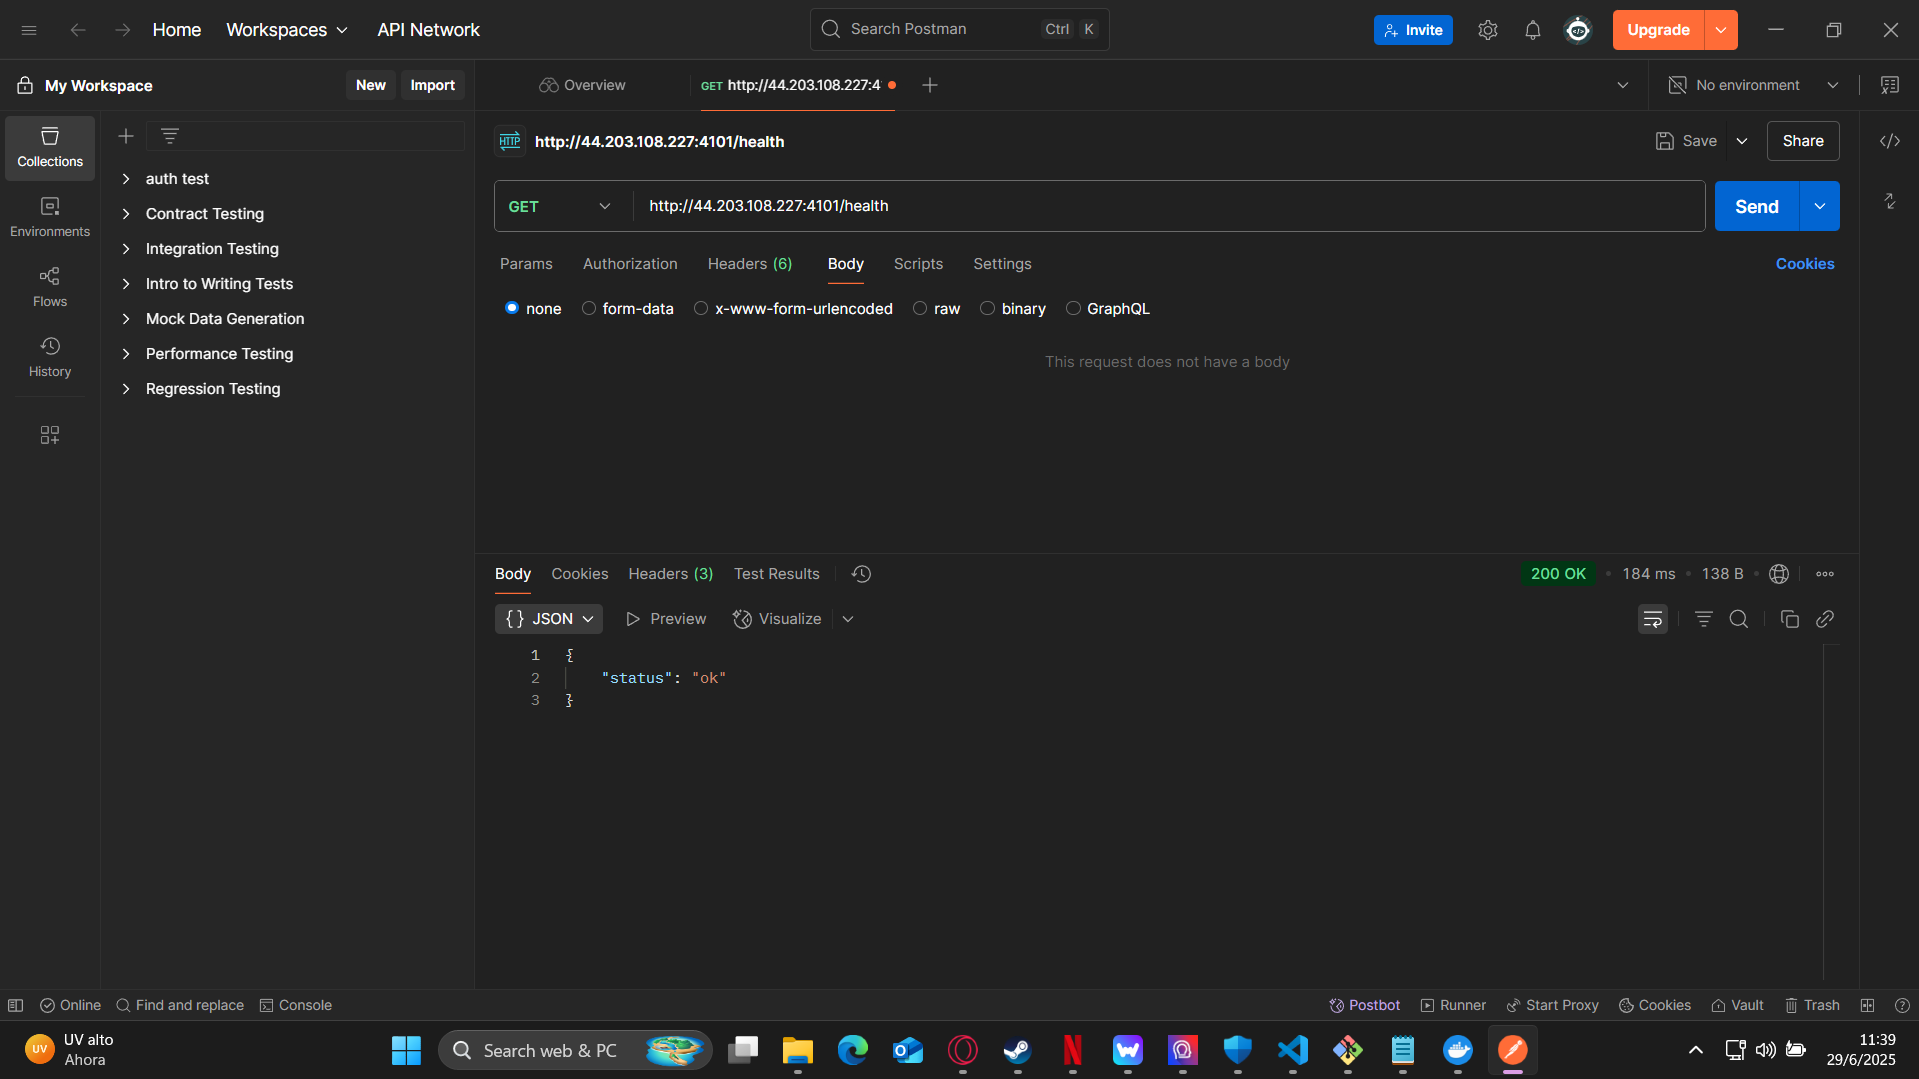 Home
Workspaces
API Network
Search Postman
Ctrl
K
Invite
Upgrade
My Workspace
New
Import
Overview
GET http://44.203.108.227:4
No environment
Collections
Environments
Flows
History
auth test
Contract Testing
Integration Testing
Intro to Writing Tests
Mock Data Generation
Performance Testing
Regression Testing
HTTP
http://44.203.108.227:4101/health
Save
Share
GET
http://44.203.108.227:4101/health
Send
Params
Authorization
Headers (6)
Body
Scripts
Settings
Cookies
none
form-data
x-www-form-urlencoded
raw
binary
GraphQL
This request does not have a body
Body
Cookies
Headers (3)
Test Results
200 OK
184 ms
138 B
{} JSON
Preview
Visualize
1 {
2 "status": "ok"
3 }
Online
Find and replace
Console
Postbot
Runner
Start Proxy
Cookies
Vault
Trash
UV
UV alto
Ahora
Search web & PC
11:39
29/6/2025